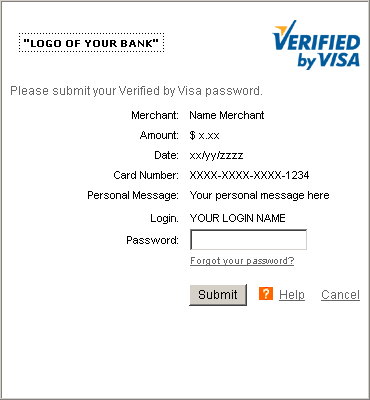 "LOGO OF YOUR BANK"
VERIFIED
by VISA
Please submit your Verified by Visa password.
Merchant: Name Merchant
Amount: $ x.xx
Date: xx/yy/zzzz
Card Number: XXXX-XXXX-XXXX-1234
Personal Message: Your personal message here
Login. YOUR LOGIN NAME
Password:
Forgot your password?
Submit ? Help Cancel